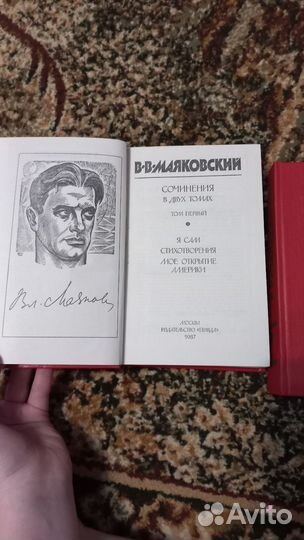 В·В·МАЯКОВСКИЙ
СОЧИНЕНИЯ
В ДВУХ ТОМАХ
ТОМ ПЕРВЫЙ
Я САМ
СТИХОТВОРЕНИЯ
МОЕ ОТКРЫТИЕ
АМЕРИКИ
МОСКВА
ИЗДАТЕЛЬСТВО «ПРАВДА»
1987
Вл. Маяковский
Avito